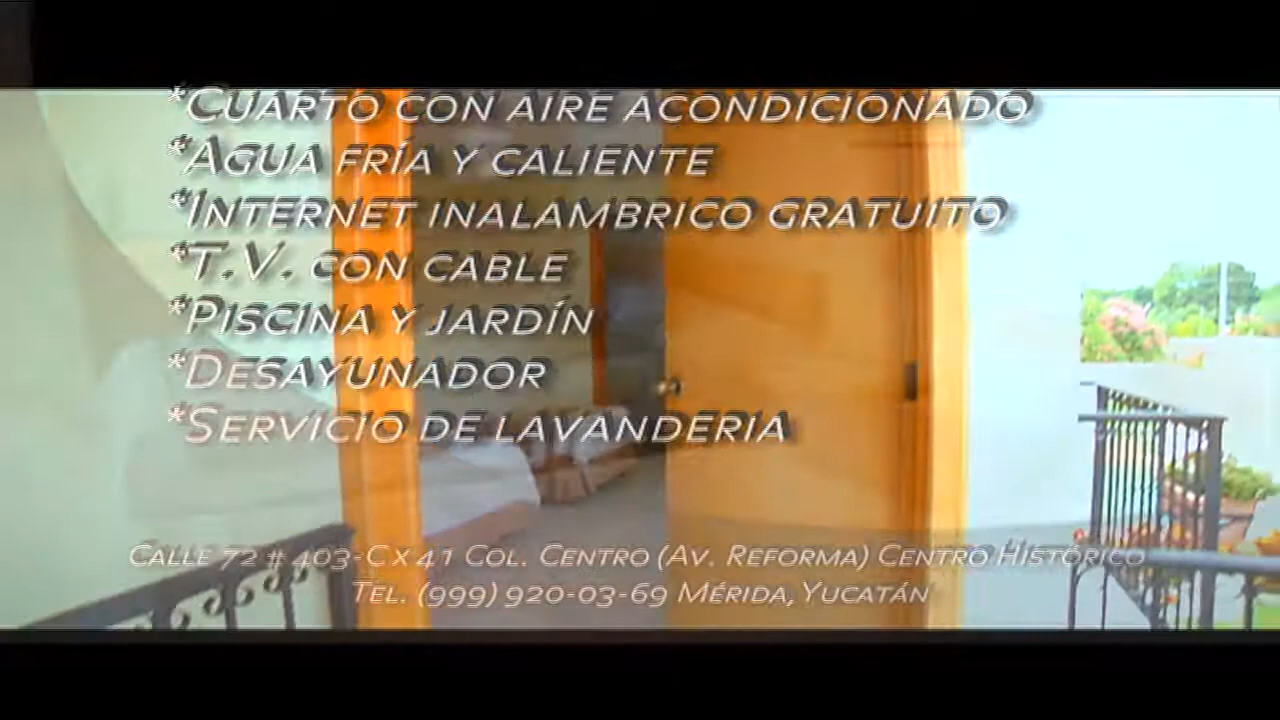 *Cuarto con aire acondicionado
*Agua fría y caliente
*Internet inalambrico gratuito
*T.V. con cable
*Piscina y jardín
*Desayunador
*Servicio de lavanderia
Calle 72 # 403-C x 41 Col. Centro (Av. Reforma) Centro Histórico
Tel. (999) 920-03-69 Mérida, Yucatán